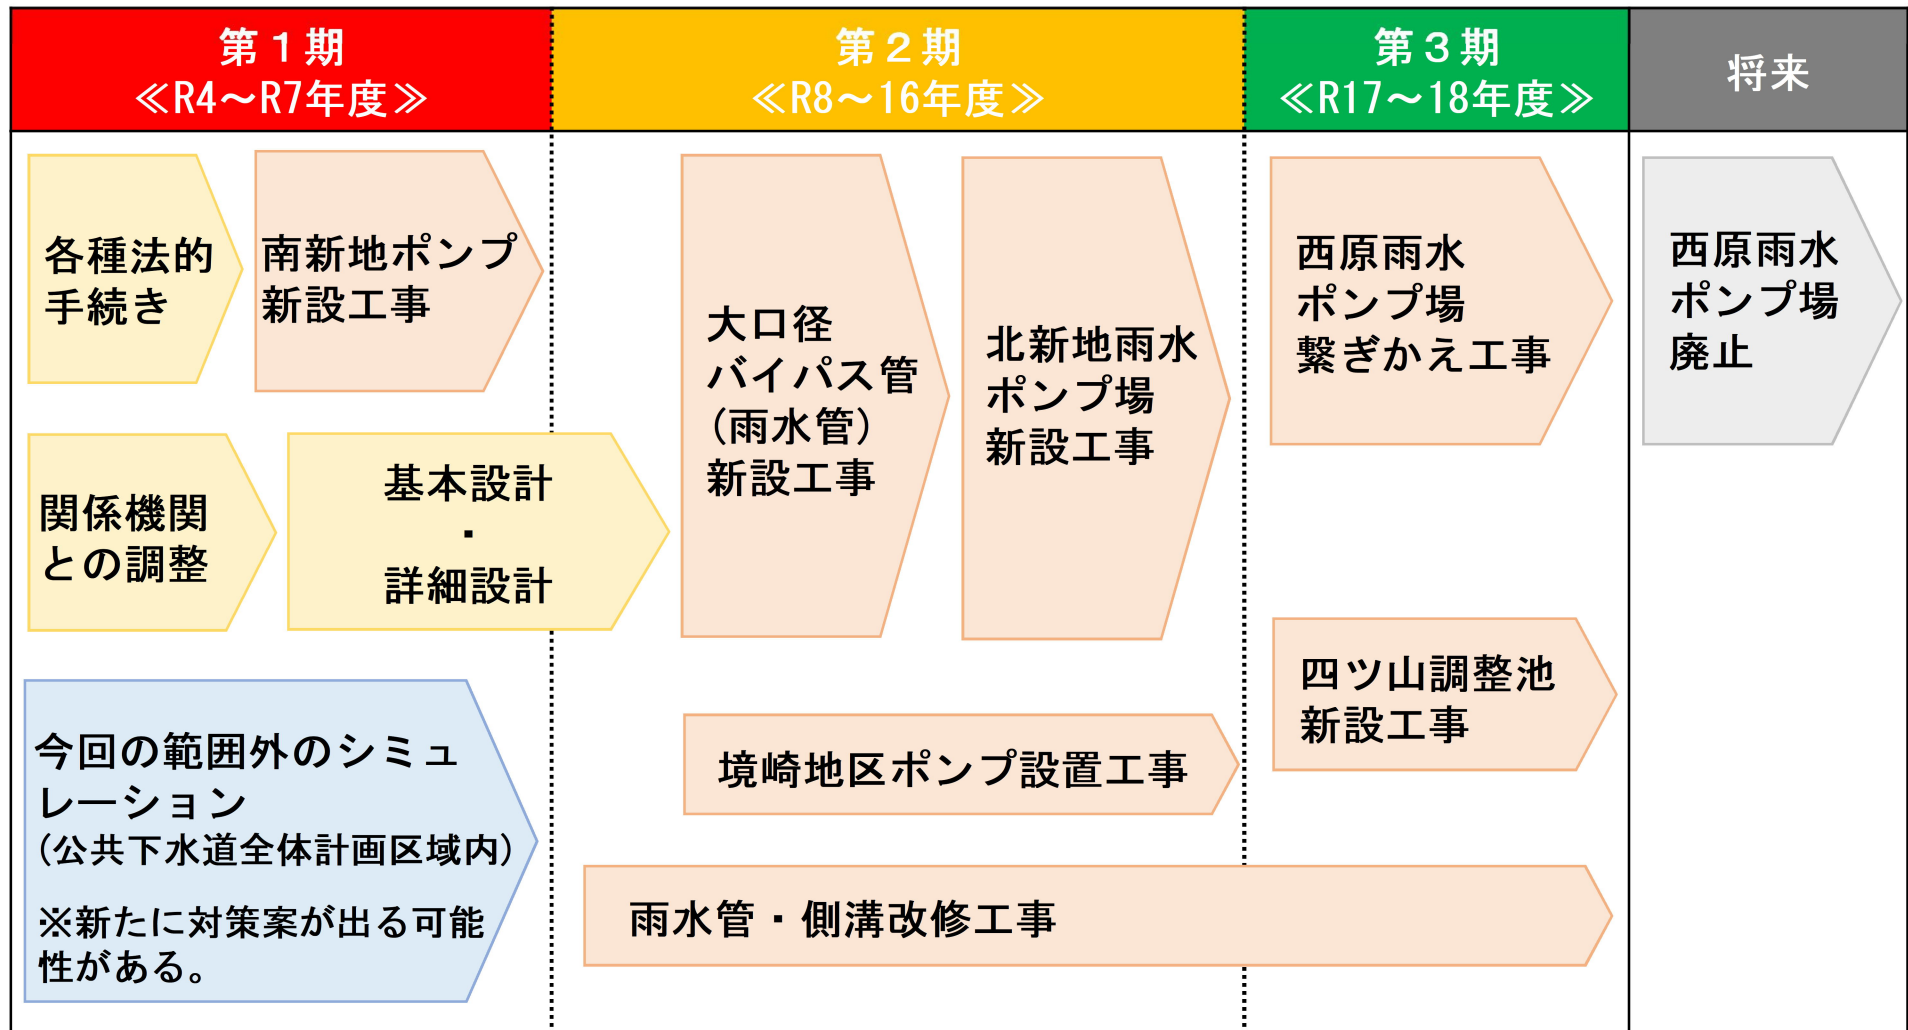 第１期
≪R4～R7年度≫
第２期
≪R8～16年度≫
第３期
≪R17～18年度≫
将来
各種法的
手続き
南新地ポンプ
新設工事
関係機関
との調整
基本設計
・
詳細設計
今回の範囲外のシミュ
レーション
(公共下水道全体計画区域内)
※新たに対策案が出る可能
性がある。
大口径
バイパス管
(雨水管)
新設工事
北新地雨水
ポンプ場
新設工事
境崎地区ポンプ設置工事
雨水管・側溝改修工事
西原雨水
ポンプ場
繋ぎかえ工事
四ツ山調整池
新設工事
西原雨水
ポンプ場
廃止